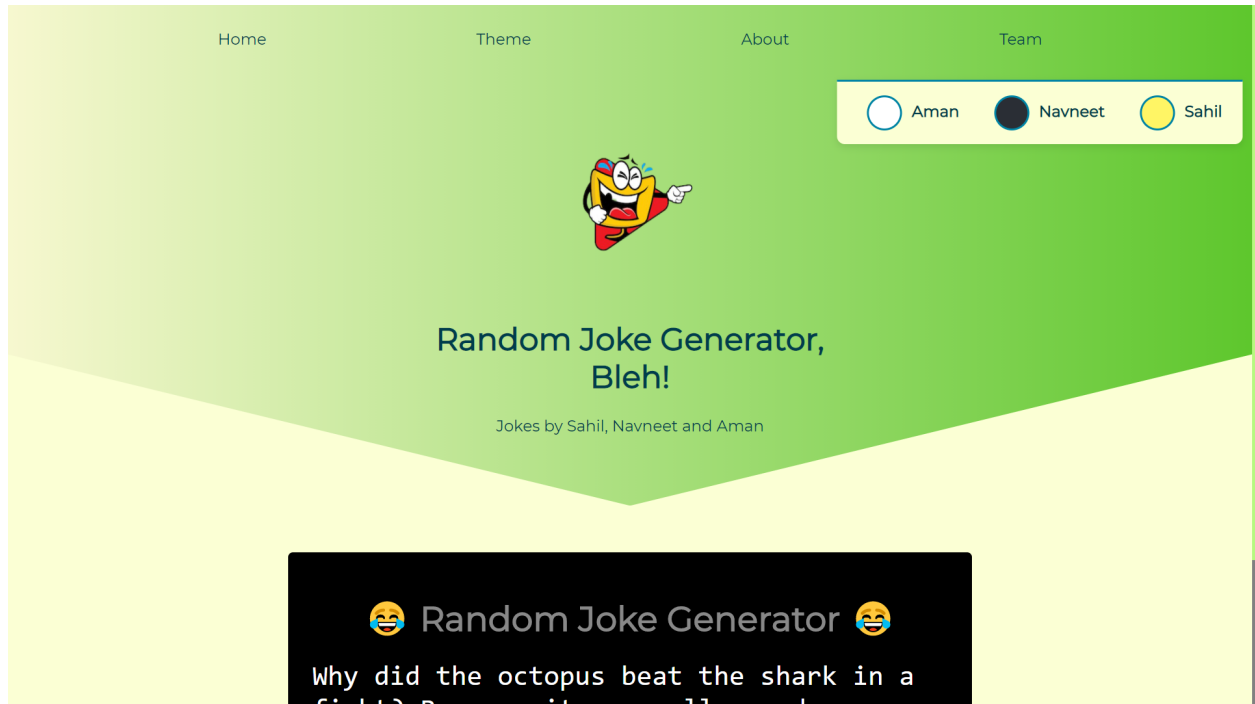 Home Theme About Team
Aman Navneet Sahil
Random Joke Generator,
Bleh!
Jokes by Sahil, Navneet and Aman
😂 Random Joke Generator 😂
Why did the octopus beat the shark in a